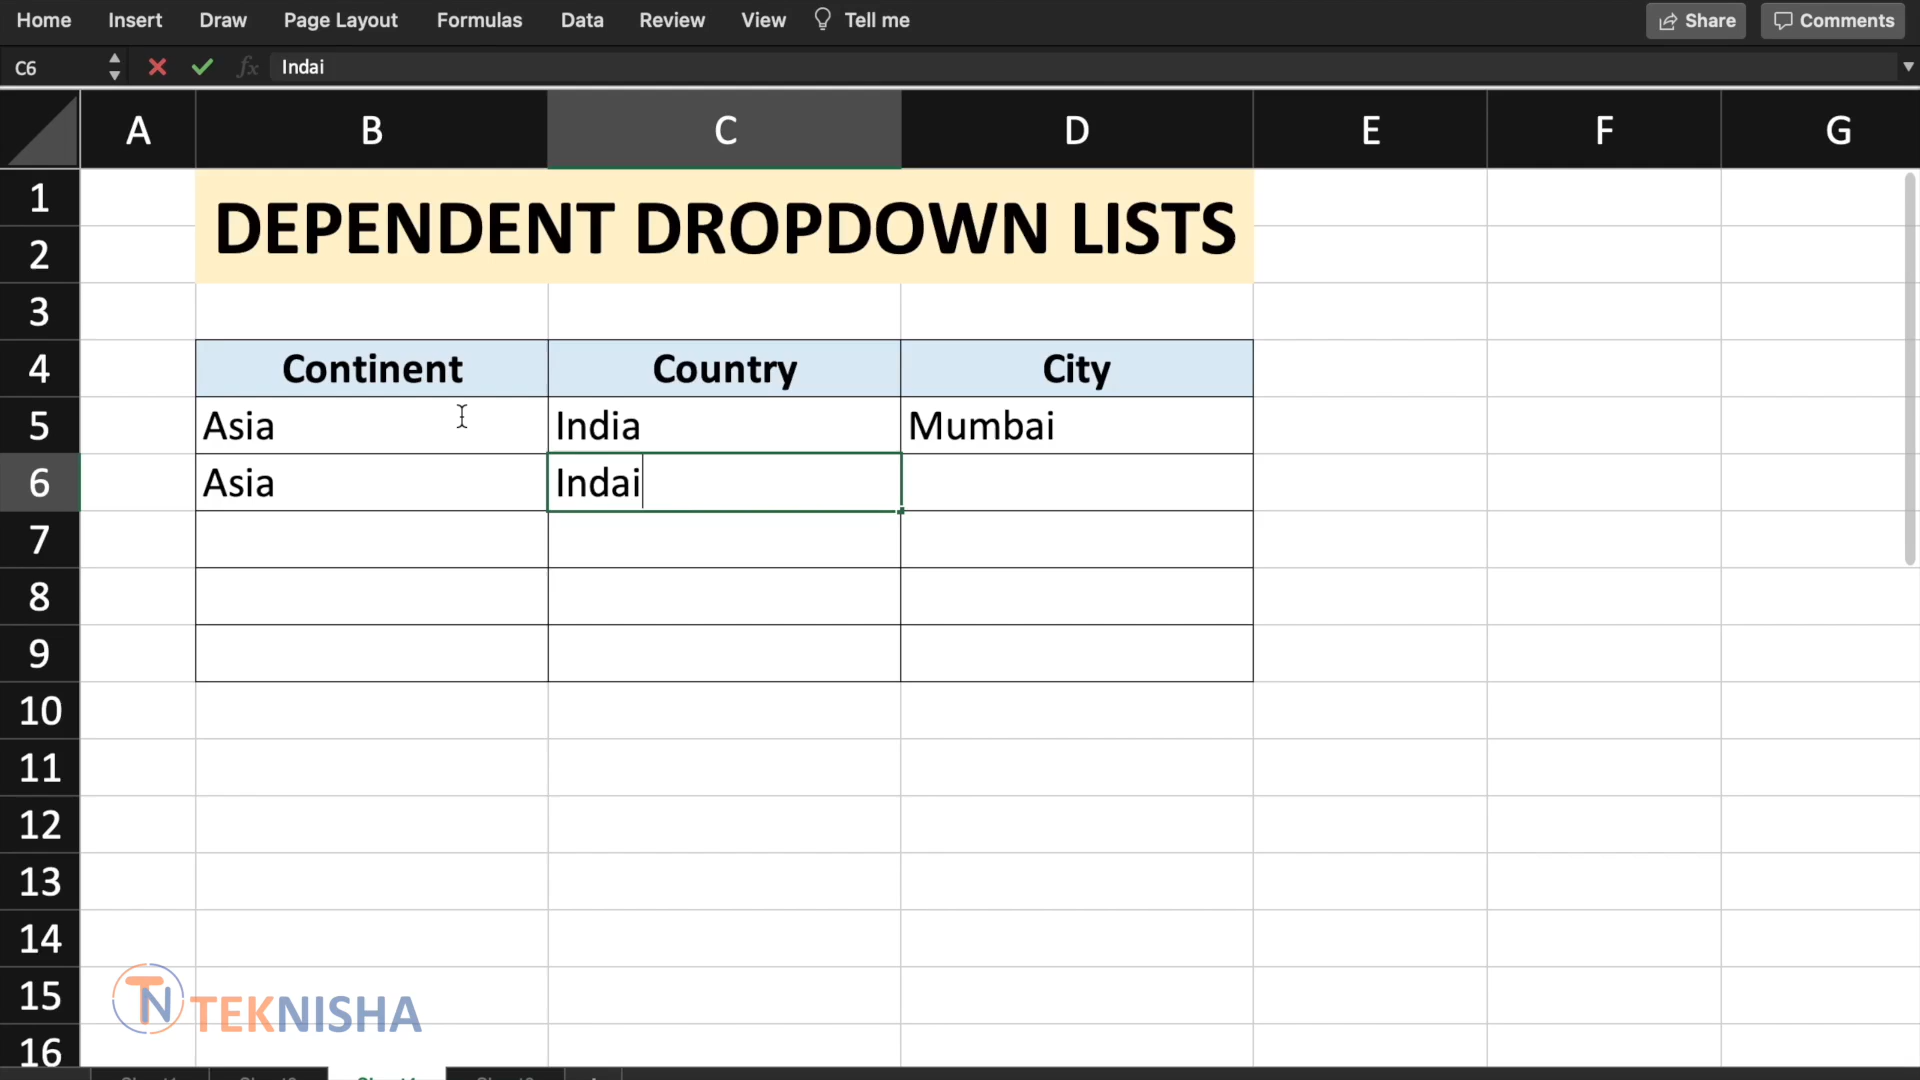 Home Insert Draw Page Layout Formulas Data Review View Tell me Share Comments
C6 fx Indai
A B C D E F G
1 DEPENDENT DROPDOWN LISTS
2
3
4 Continent Country City
5 Asia India Mumbai
6 Asia Indai
7
8
9
10
11
12
13
14
15
TN TEKNISHA
16